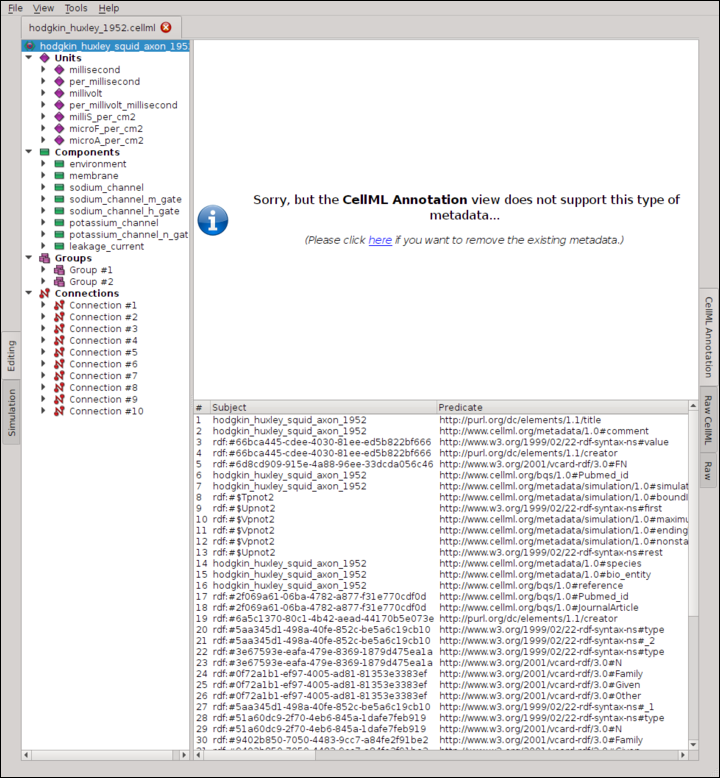 File View Tools Help
hodgkin_huxley_1952.cellml
hodgkin_huxley_squid_axon_195
Units
millisecond
per_millisecond
millivolt
per_millivolt_millisecond
milliS_per_cm2
microF_per_cm2
microA_per_cm2
Components
environment
membrane
sodium_channel
sodium_channel_m_gate
sodium_channel_h_gate
potassium_channel
potassium_channel_n_gat
leakage_current
Groups
Group #1
Group #2
Connections
Connection #1
Connection #2
Connection #3
Connection #4
Connection #5
Connection #6
Connection #7
Connection #8
Connection #9
Connection #10
Editing
Simulation
Sorry, but the CellML Annotation view does not support this type of
metadata...
(Please click here if you want to remove the existing metadata.)
CellML Annotation
Raw CellML
Raw
# Subject Predicate
1 hodgkin_huxley_squid_axon_1952 http://purl.org/dc/elements/1.1/title
2 hodgkin_huxley_squid_axon_1952 http://www.cellml.org/metadata/1.0#comment
3 rdf:#66bca445-cdee-4030-81ee-ed5b822bf666 http://www.w3.org/1999/02/22-rdf-syntax-ns#value
4 rdf:#66bca445-cdee-4030-81ee-ed5b822bf666 http://purl.org/dc/elements/1.1/creator
5 rdf:#6d8cd909-915e-4a88-96ee-33dcda056c46 http://www.w3.org/2001/vcard-rdf/3.0#FN
6 hodgkin_huxley_squid_axon_1952 http://www.cellml.org/bqs/1.0#Pubmed_id
7 hodgkin_huxley_squid_axon_1952 http://www.cellml.org/metadata/simulation/1.0#simulat
8 rdf:#$Tpnot2 http://www.cellml.org/metadata/simulation/1.0#boundI
9 rdf:#$Upnot2 http://www.w3.org/1999/02/22-rdf-syntax-ns#first
10 rdf:#$Vpnot2 http://www.cellml.org/metadata/simulation/1.0#maximu
11 rdf:#$Vpnot2 http://www.cellml.org/metadata/simulation/1.0#ending
12 rdf:#$Vpnot2 http://www.cellml.org/metadata/simulation/1.0#nonsta
13 rdf:#$Upnot2 http://www.w3.org/1999/02/22-rdf-syntax-ns#rest
14 hodgkin_huxley_squid_axon_1952 http://www.cellml.org/metadata/1.0#species
15 hodgkin_huxley_squid_axon_1952 http://www.cellml.org/metadata/1.0#bio_entity
16 hodgkin_huxley_squid_axon_1952 http://www.cellml.org/bqs/1.0#reference
17 rdf:#2f069a61-06ba-4782-a877-f31e770cdf0d http://www.cellml.org/bqs/1.0#Pubmed_id
18 rdf:#2f069a61-06ba-4782-a877-f31e770cdf0d http://www.cellml.org/bqs/1.0#JournalArticle
19 rdf:#6a5c1370-80c1-4b42-aead-44170b5e073e http://purl.org/dc/elements/1.1/creator
20 rdf:#5aa345d1-498a-40fe-852c-be5a6c19cb10 http://www.w3.org/1999/02/22-rdf-syntax-ns#type
21 rdf:#5aa345d1-498a-40fe-852c-be5a6c19cb10 http://www.w3.org/1999/02/22-rdf-syntax-ns#_2
22 rdf:#3e67593e-eafa-479e-8369-1879d475ea1a http://www.w3.org/1999/02/22-rdf-syntax-ns#type
23 rdf:#3e67593e-eafa-479e-8369-1879d475ea1a http://www.w3.org/2001/vcard-rdf/3.0#N
24 rdf:#0f72a1b1-ef97-4005-ad81-81353e3383ef http://www.w3.org/2001/vcard-rdf/3.0#Family
25 rdf:#0f72a1b1-ef97-4005-ad81-81353e3383ef http://www.w3.org/2001/vcard-rdf/3.0#Given
26 rdf:#0f72a1b1-ef97-4005-ad81-81353e3383ef http://www.w3.org/2001/vcard-rdf/3.0#Other
27 rdf:#5aa345d1-498a-40fe-852c-be5a6c19cb10 http://www.w3.org/1999/02/22-rdf-syntax-ns#_1
28 rdf:#51a60dc9-2f70-4eb6-845a-1dafe7feb919 http://www.w3.org/1999/02/22-rdf-syntax-ns#type
29 rdf:#51a60dc9-2f70-4eb6-845a-1dafe7feb919 http://www.w3.org/2001/vcard-rdf/3.0#N
30 rdf:#9402b850-7050-4483-9cc7-a84fe2f91be2 http://www.w3.org/2001/vcard-rdf/3.0#Family